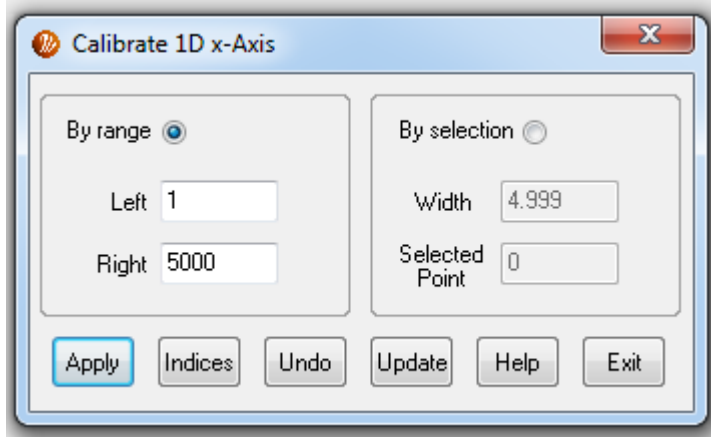 Calibrate 1D x-Axis
By range
Left 1
Right 5000
By selection
Width 4.999
Selected
Point 0
Apply Indices Undo Update Help Exit